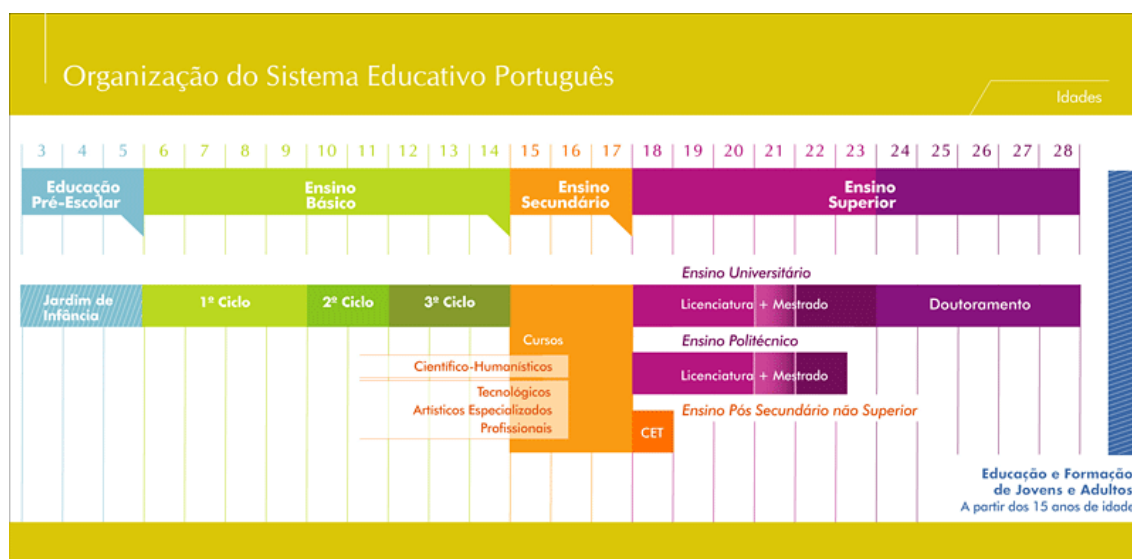 Organização do Sistema Educativo Português
Idades
3 4 5 6 7 8 9 10 11 12 13 14 15 16 17 18 19 20 21 22 23 24 25 26 27 28
Educação
Pré-Escolar
Ensino
Básico
Ensino
Secundário
Ensino
Superior
Ensino Universitário
Jardim de
Infância
1º Ciclo
2º Ciclo
3º Ciclo
Licenciatura + Mestrado
Doutoramento
Cursos
Ensino Politécnico
Científico-Humanísticos
Licenciatura + Mestrado
Tecnológicos
Artísticos Especializados
Profissionais
Ensino Pós Secundário não Superior
CET
Educação e Formação
de Jovens e Adultos
A partir dos 15 anos de idade